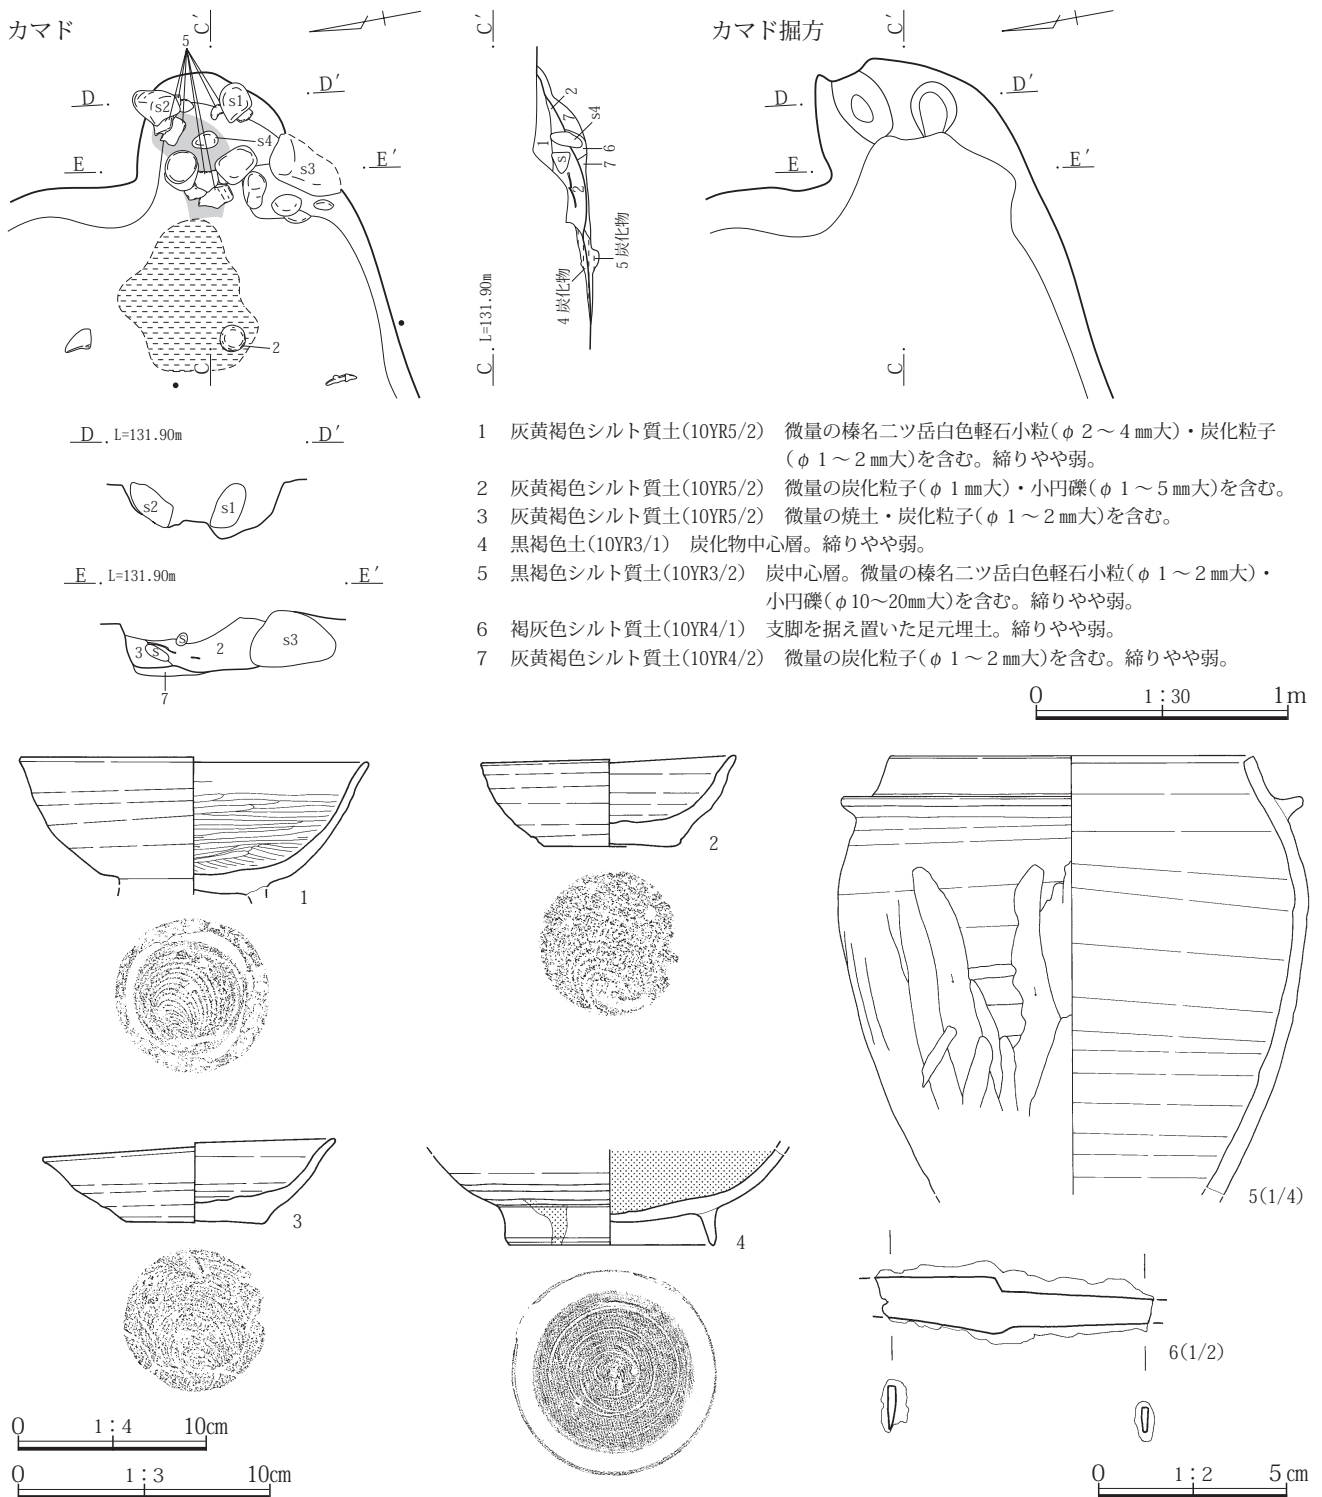 カマド
C′
5
D
D′
s2
s1
s4
E
E′
s3
2
C
C′
2
7
s4
1
s
6
7
2
5 炭化物
4 炭化物
L=131.90m
C
カマド掘方
C′
D
D′
E
E′
C
D L=131.90m D′
s2
s1
E L=131.90m E′
3
s
s
2
s3
7
1 灰黄褐色シルト質土(10YR5/2) 微量の榛名二ツ岳白色軽石小粒(φ2〜4㎜大)・炭化粒子
(φ1〜2㎜大)を含む。締りやや弱。
2 灰黄褐色シルト質土(10YR5/2) 微量の炭化粒子(φ1㎜大)・小円礫(φ1〜5㎜大)を含む。
3 灰黄褐色シルト質土(10YR5/2) 微量の焼土・炭化粒子(φ1〜2㎜大)を含む。
4 黒褐色土(10YR3/1) 炭化物中心層。締りやや弱。
5 黒褐色シルト質土(10YR3/2) 炭中心層。微量の榛名二ツ岳白色軽石小粒(φ1〜2㎜大)・
小円礫(φ10〜20㎜大)を含む。締りやや弱。
6 褐灰色シルト質土(10YR4/1) 支脚を据え置いた足元埋土。締りやや弱。
7 灰黄褐色シルト質土(10YR4/2) 微量の炭化粒子(φ1〜2㎜大)を含む。締りやや弱。
0 1:30 1m
1
2
3
4
5(1/4)
6(1/2)
0 1:4 10㎝
0 1:3 10㎝
0 1:2 5㎝